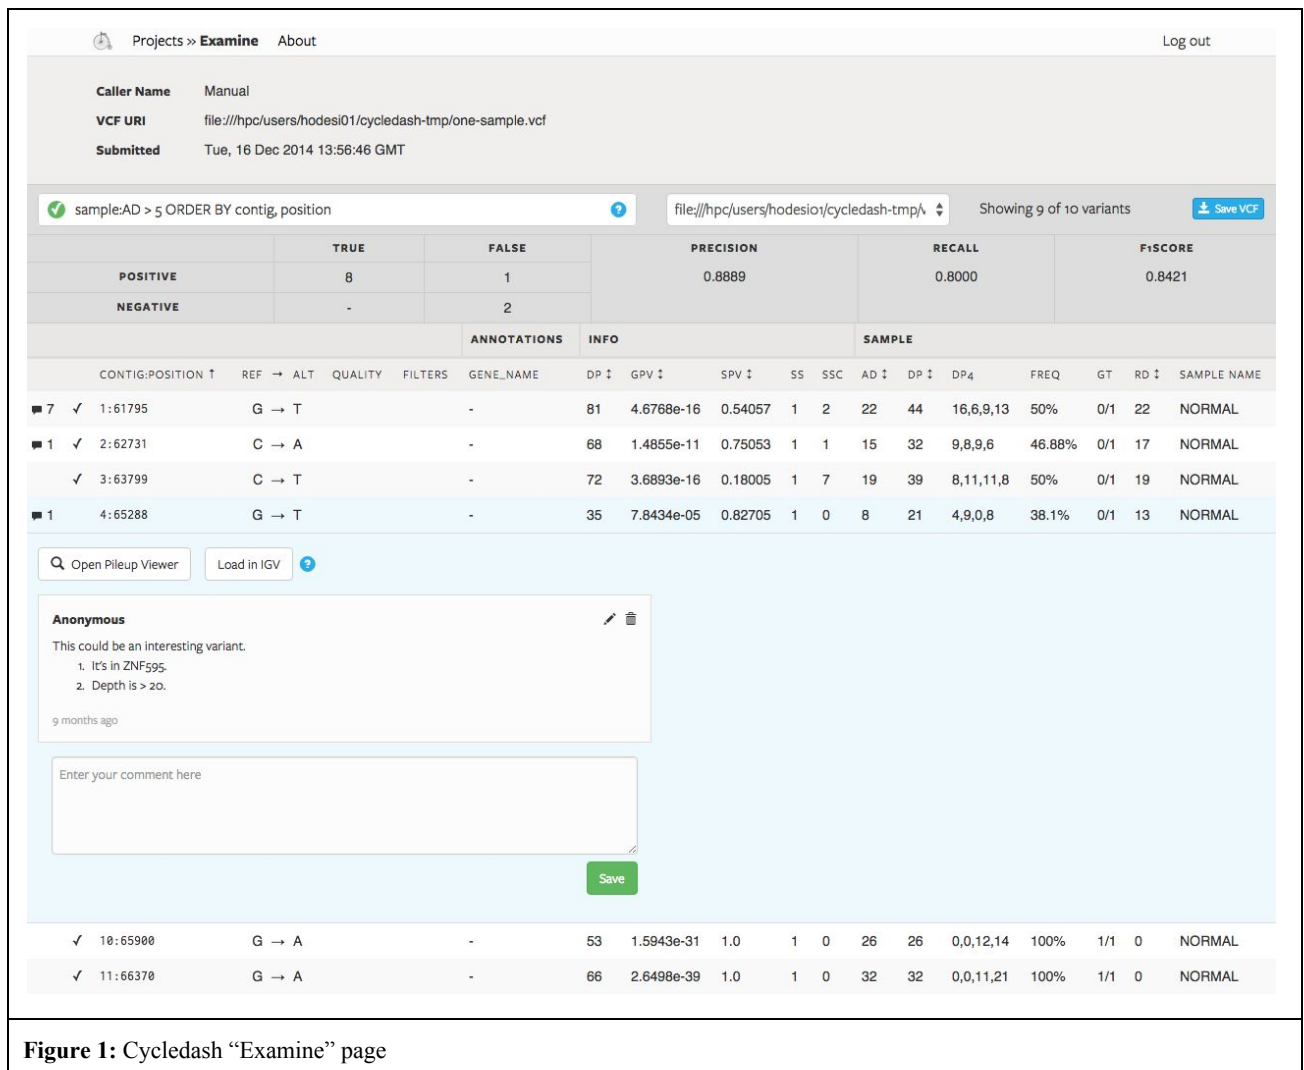 Projects » Examine About Log out
Caller Name Manual
VCF URI file:///hpc/users/hodesi01/cycledash-tmp/one-sample.vcf
Submitted Tue, 16 Dec 2014 13:56:46 GMT
sample:AD > 5 ORDER BY contig, position ? file:///hpc/users/hodesi01/cycledash-tmp/ Showing 9 of 10 variants Save VCF
TRUE FALSE PRECISION RECALL F1SCORE
POSITIVE 8 1 0.8889 0.8000 0.8421
NEGATIVE - 2
ANNOTATIONS INFO SAMPLE
CONTIG:POSITION ↑ REF → ALT QUALITY FILTERS GENE_NAME DP ↕ GPV ↕ SPV ↕ SS SSC AD ↕ DP ↕ DP4 FREQ GT RD ↕ SAMPLE NAME
7 ✓ 1:61795 G → T - 81 4.6768e-16 0.54057 1 2 22 44 16,6,9,13 50% 0/1 22 NORMAL
1 ✓ 2:62731 C → A - 68 1.4855e-11 0.75053 1 1 15 32 9,8,9,6 46.88% 0/1 17 NORMAL
✓ 3:63799 C → T - 72 3.6893e-16 0.18005 1 7 19 39 8,11,11,8 50% 0/1 19 NORMAL
1 4:65288 G → T - 35 7.8434e-05 0.82705 1 0 8 21 4,9,0,8 38.1% 0/1 13 NORMAL
Open Pileup Viewer Load in IGV ?
Anonymous
This could be an interesting variant.
1. It's in ZNF595.
2. Depth is > 20.
9 months ago
Enter your comment here
Save
✓ 10:65900 G → A - 53 1.5943e-31 1.0 1 0 26 26 0,0,12,14 100% 1/1 0 NORMAL
✓ 11:66370 G → A - 66 2.6498e-39 1.0 1 0 32 32 0,0,11,21 100% 1/1 0 NORMAL
Figure 1: Cycledash “Examine” page